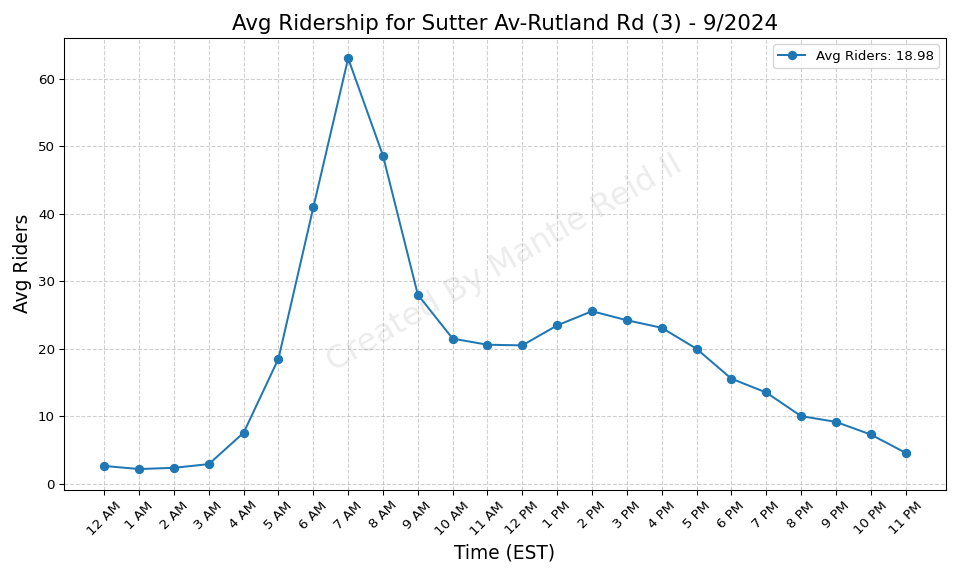 Avg Ridership for Sutter Av-Rutland Rd (3) - 9/2024
Avg Riders: 18.98
Avg Riders
60
50
40
30
20
10
0
Created By Mantle Reid II
12 AM
1 AM
2 AM
3 AM
4 AM
5 AM
6 AM
7 AM
8 AM
9 AM
10 AM
11 AM
12 PM
1 PM
2 PM
3 PM
4 PM
5 PM
6 PM
7 PM
8 PM
9 PM
10 PM
11 PM
Time (EST)